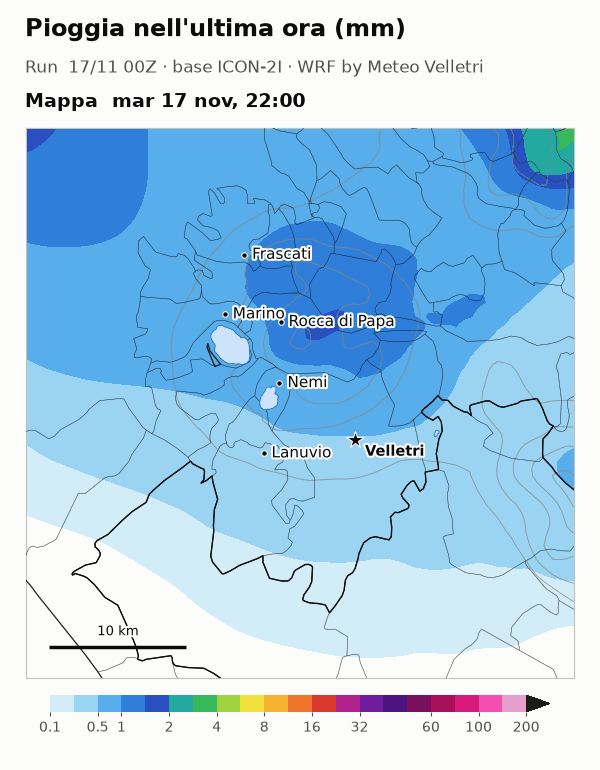 Pioggia nell'ultima ora (mm)
Run  17/11 00Z · base ICON-2I · WRF by Meteo Velletri
Mappa  mar 17 nov, 22:00
Frascati
Marino
Rocca di Papa
Nemi
Velletri
Lanuvio
10 km
0.1 0.5 1 2 4 8 16 32 60 100 200